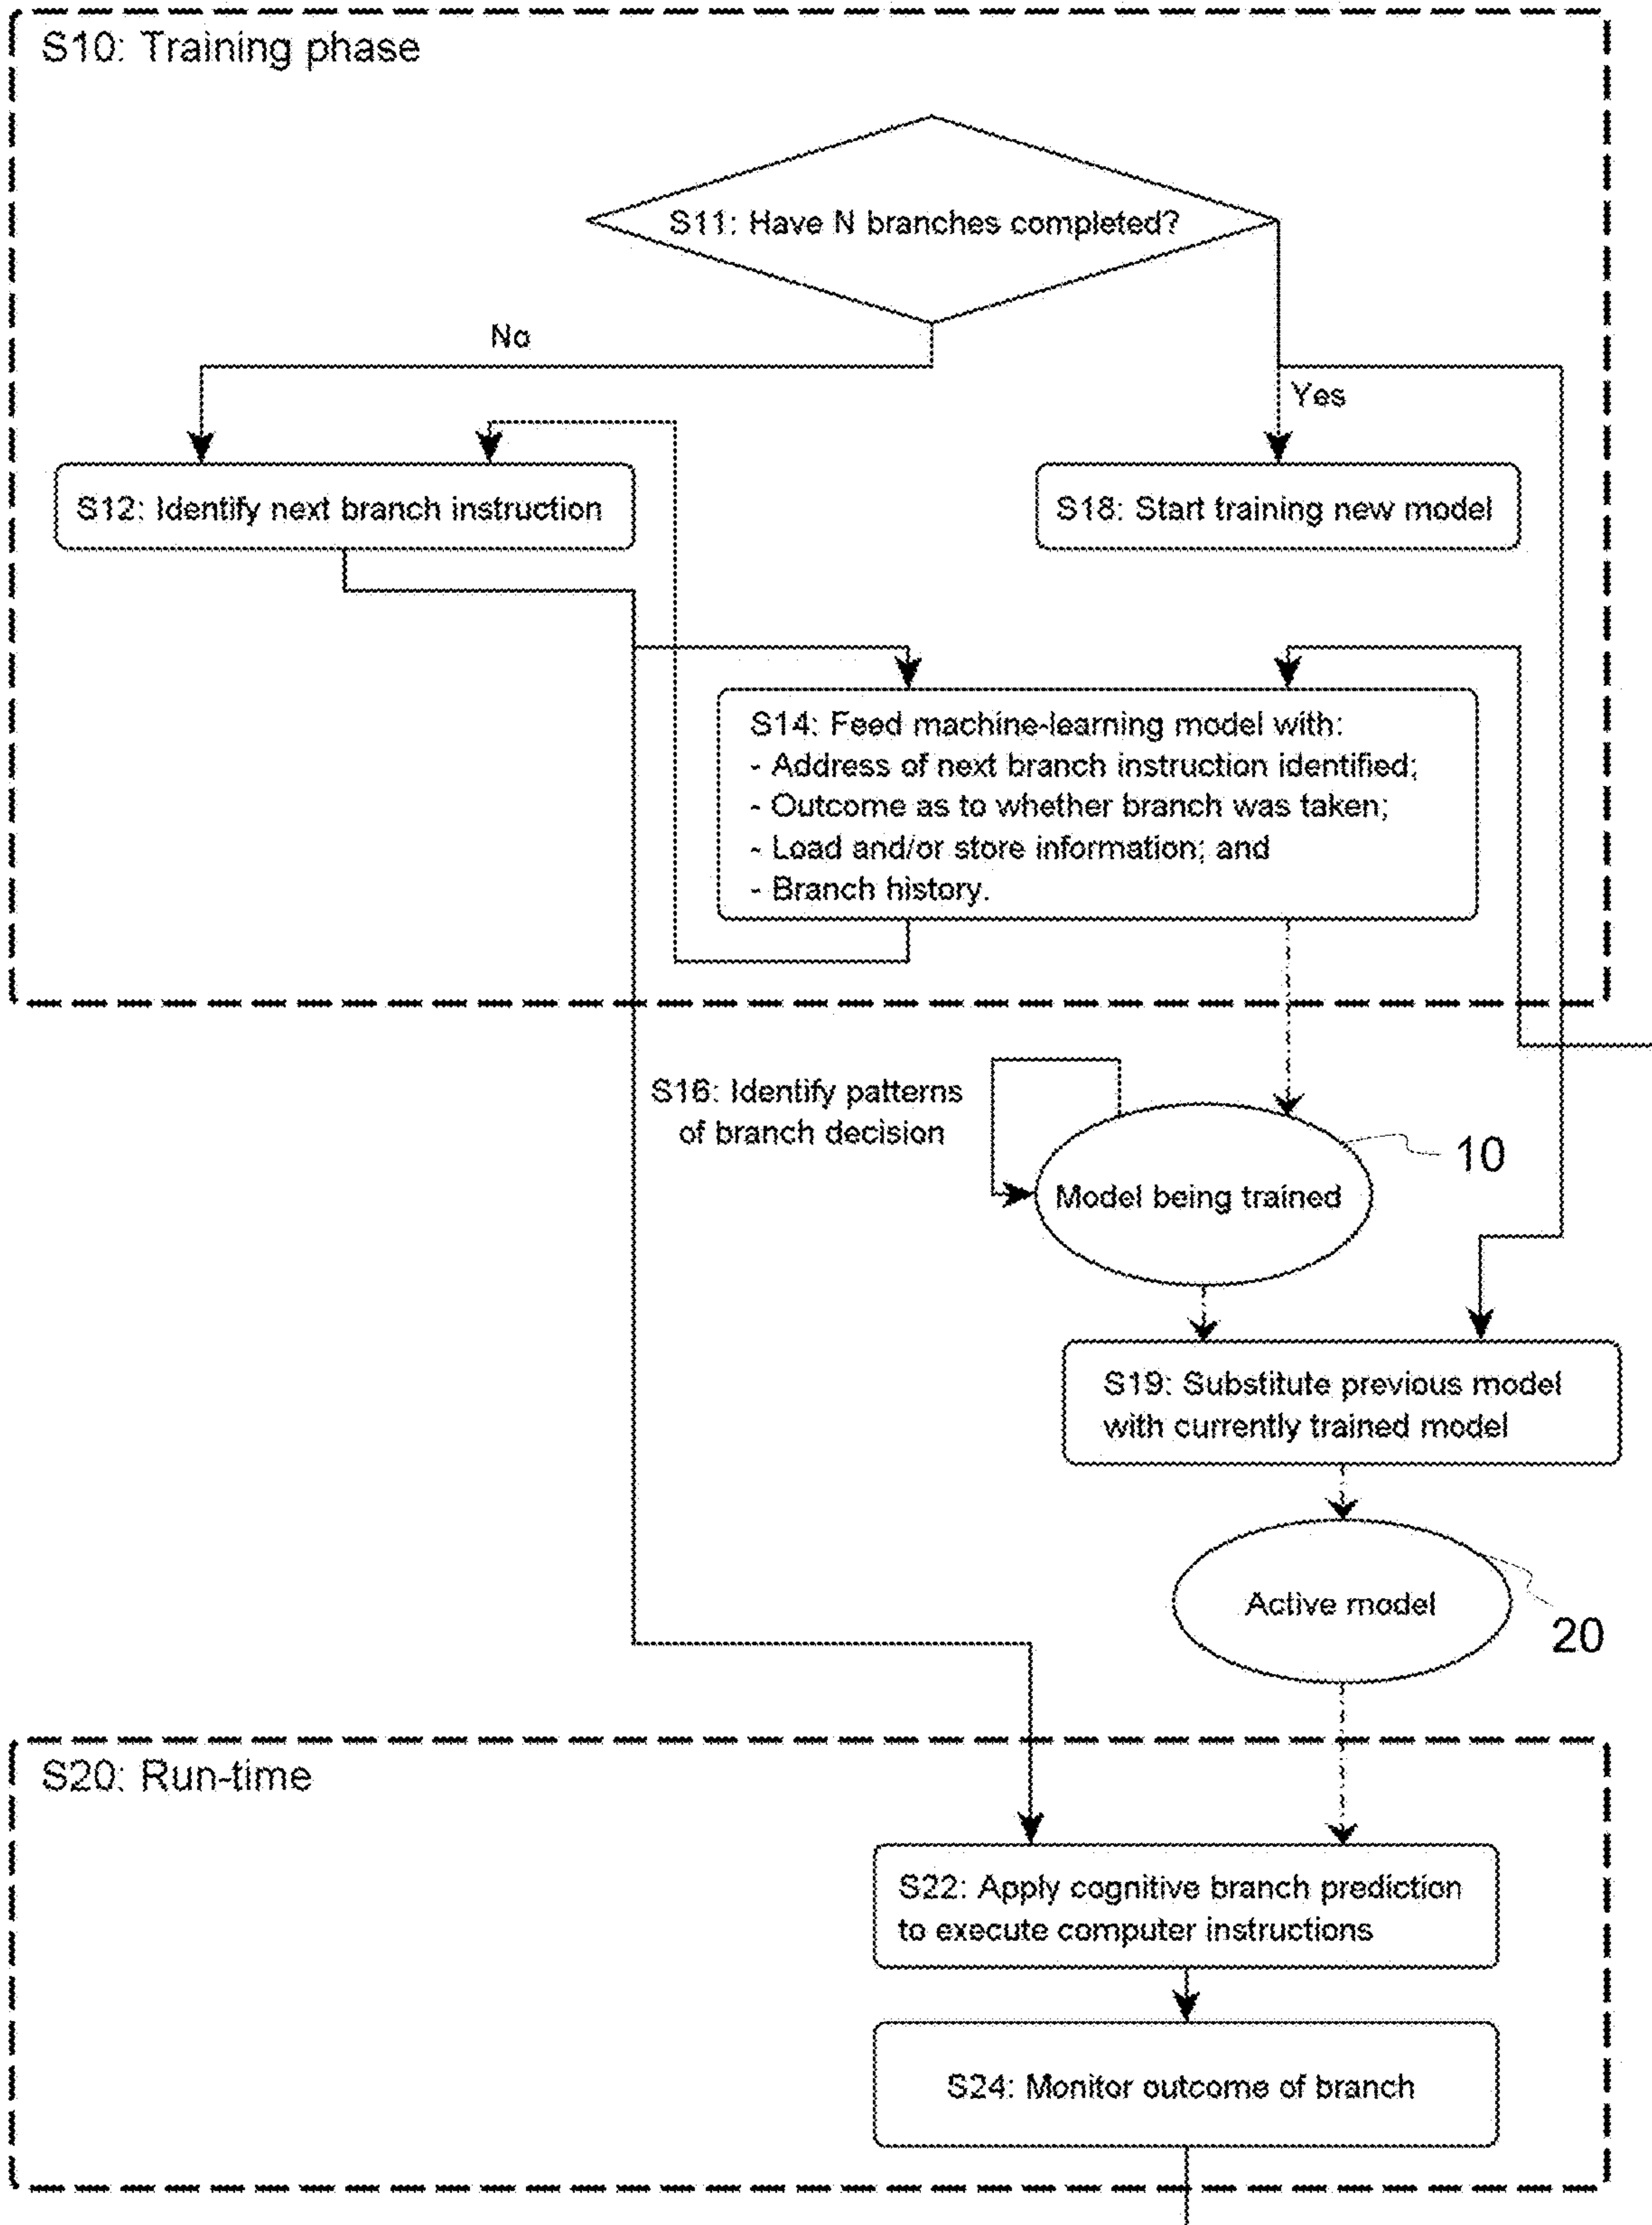 S10: Training phase
S11: Have N branches completed?
No
Yes
S12: Identify next branch instruction
S18: Start training new model
S14: Feed machine-learning model with:
- Address of next branch instruction identified;
- Outcome as to whether branch was taken;
- Load and/or store information; and
- Branch history.
S16: Identify patterns
of branch decision
10
Model being trained
S19: Substitute previous model
with currently trained model
Active model
20
S20: Run-time
S22: Apply cognitive branch prediction
to execute computer instructions
S24: Monitor outcome of branch